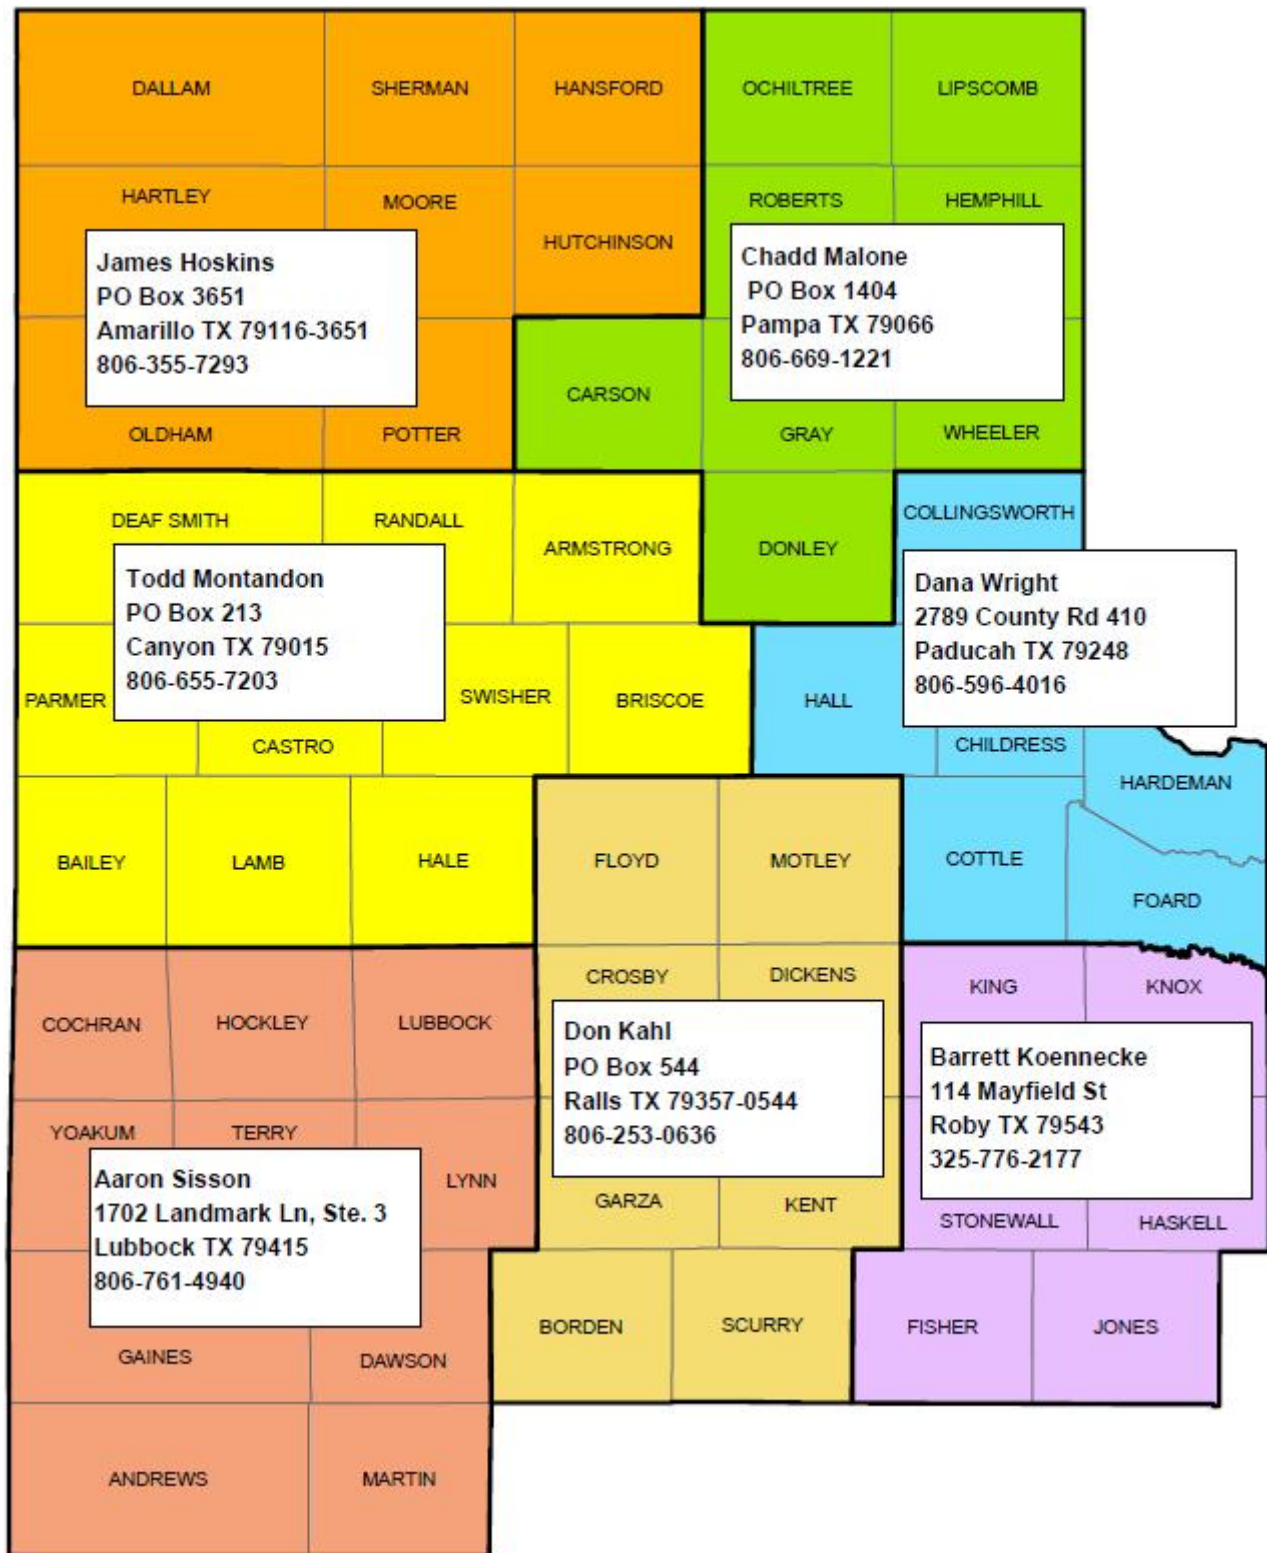 DALLAM
SHERMAN
HANSFORD
OCHILTREE
LIPSCOMB
HARTLEY
MOORE
HUTCHINSON
ROBERTS
HEMPHILL
James Hoskins
PO Box 3651
Amarillo TX 79116-3651
806-355-7293
Chadd Malone
PO Box 1404
Pampa TX 79066
806-669-1221
OLDHAM
POTTER
CARSON
GRAY
WHEELER
DEAF SMITH
RANDALL
ARMSTRONG
DONLEY
COLLINGSWORTH
Todd Montandon
PO Box 213
Canyon TX 79015
806-655-7203
Dana Wright
2789 County Rd 410
Paducah TX 79248
806-596-4016
PARMER
CASTRO
SWISHER
BRISCOE
HALL
CHILDRESS
HARDEMAN
BAILEY
LAMB
HALE
FLOYD
MOTLEY
COTTLE
FOARD
COCHRAN
HOCKLEY
LUBBOCK
CROSBY
DICKENS
KING
KNOX
Don Kahl
PO Box 544
Ralls TX 79357-0544
806-253-0636
Barrett Koennecke
114 Mayfield St
Roby TX 79543
325-776-2177
YOAKUM
TERRY
LYNN
GARZA
KENT
STONEWALL
HASKELL
Aaron Sisson
1702 Landmark Ln, Ste. 3
Lubbock TX 79415
806-761-4940
GAINES
DAWSON
BORDEN
SCURRY
FISHER
JONES
ANDREWS
MARTIN